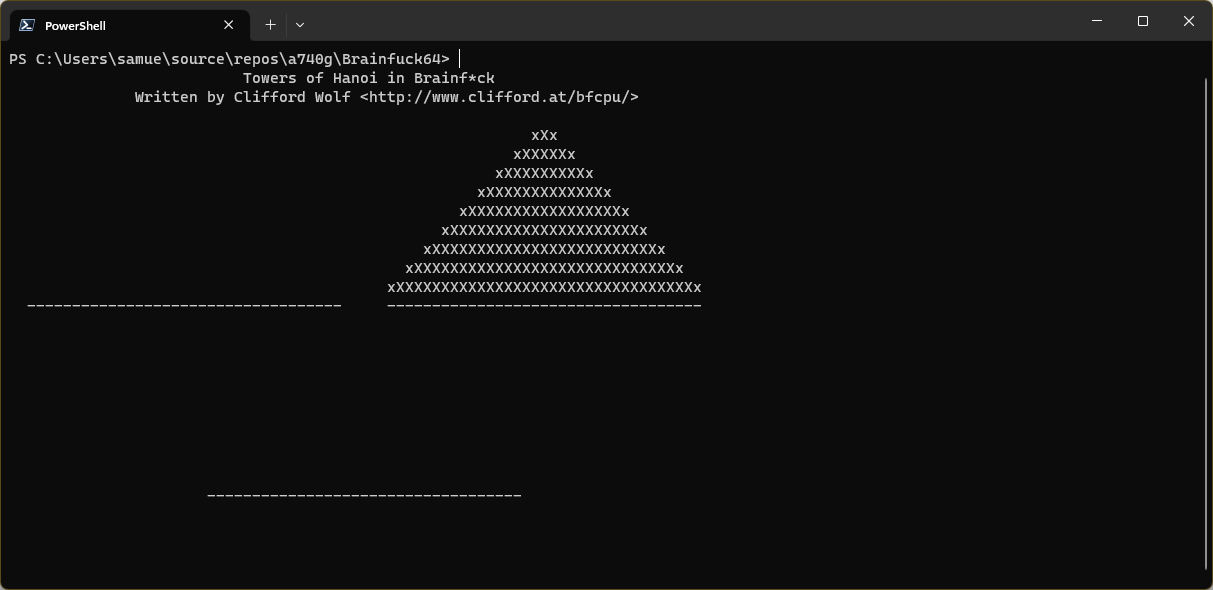 PowerShell
PS C:\Users\samue\source\repos\a740g\Brainfuck64>
Towers of Hanoi in Brainf*ck
Written by Clifford Wolf <http://www.clifford.at/bfcpu/>
xXx
xXXXXXx
xXXXXXXXXXx
xXXXXXXXXXXXXXx
xXXXXXXXXXXXXXXXXXx
xXXXXXXXXXXXXXXXXXXXXXx
xXXXXXXXXXXXXXXXXXXXXXXXXXx
xXXXXXXXXXXXXXXXXXXXXXXXXXXXXXx
xXXXXXXXXXXXXXXXXXXXXXXXXXXXXXXXXXx
----------------------------------- -----------------------------------
-----------------------------------